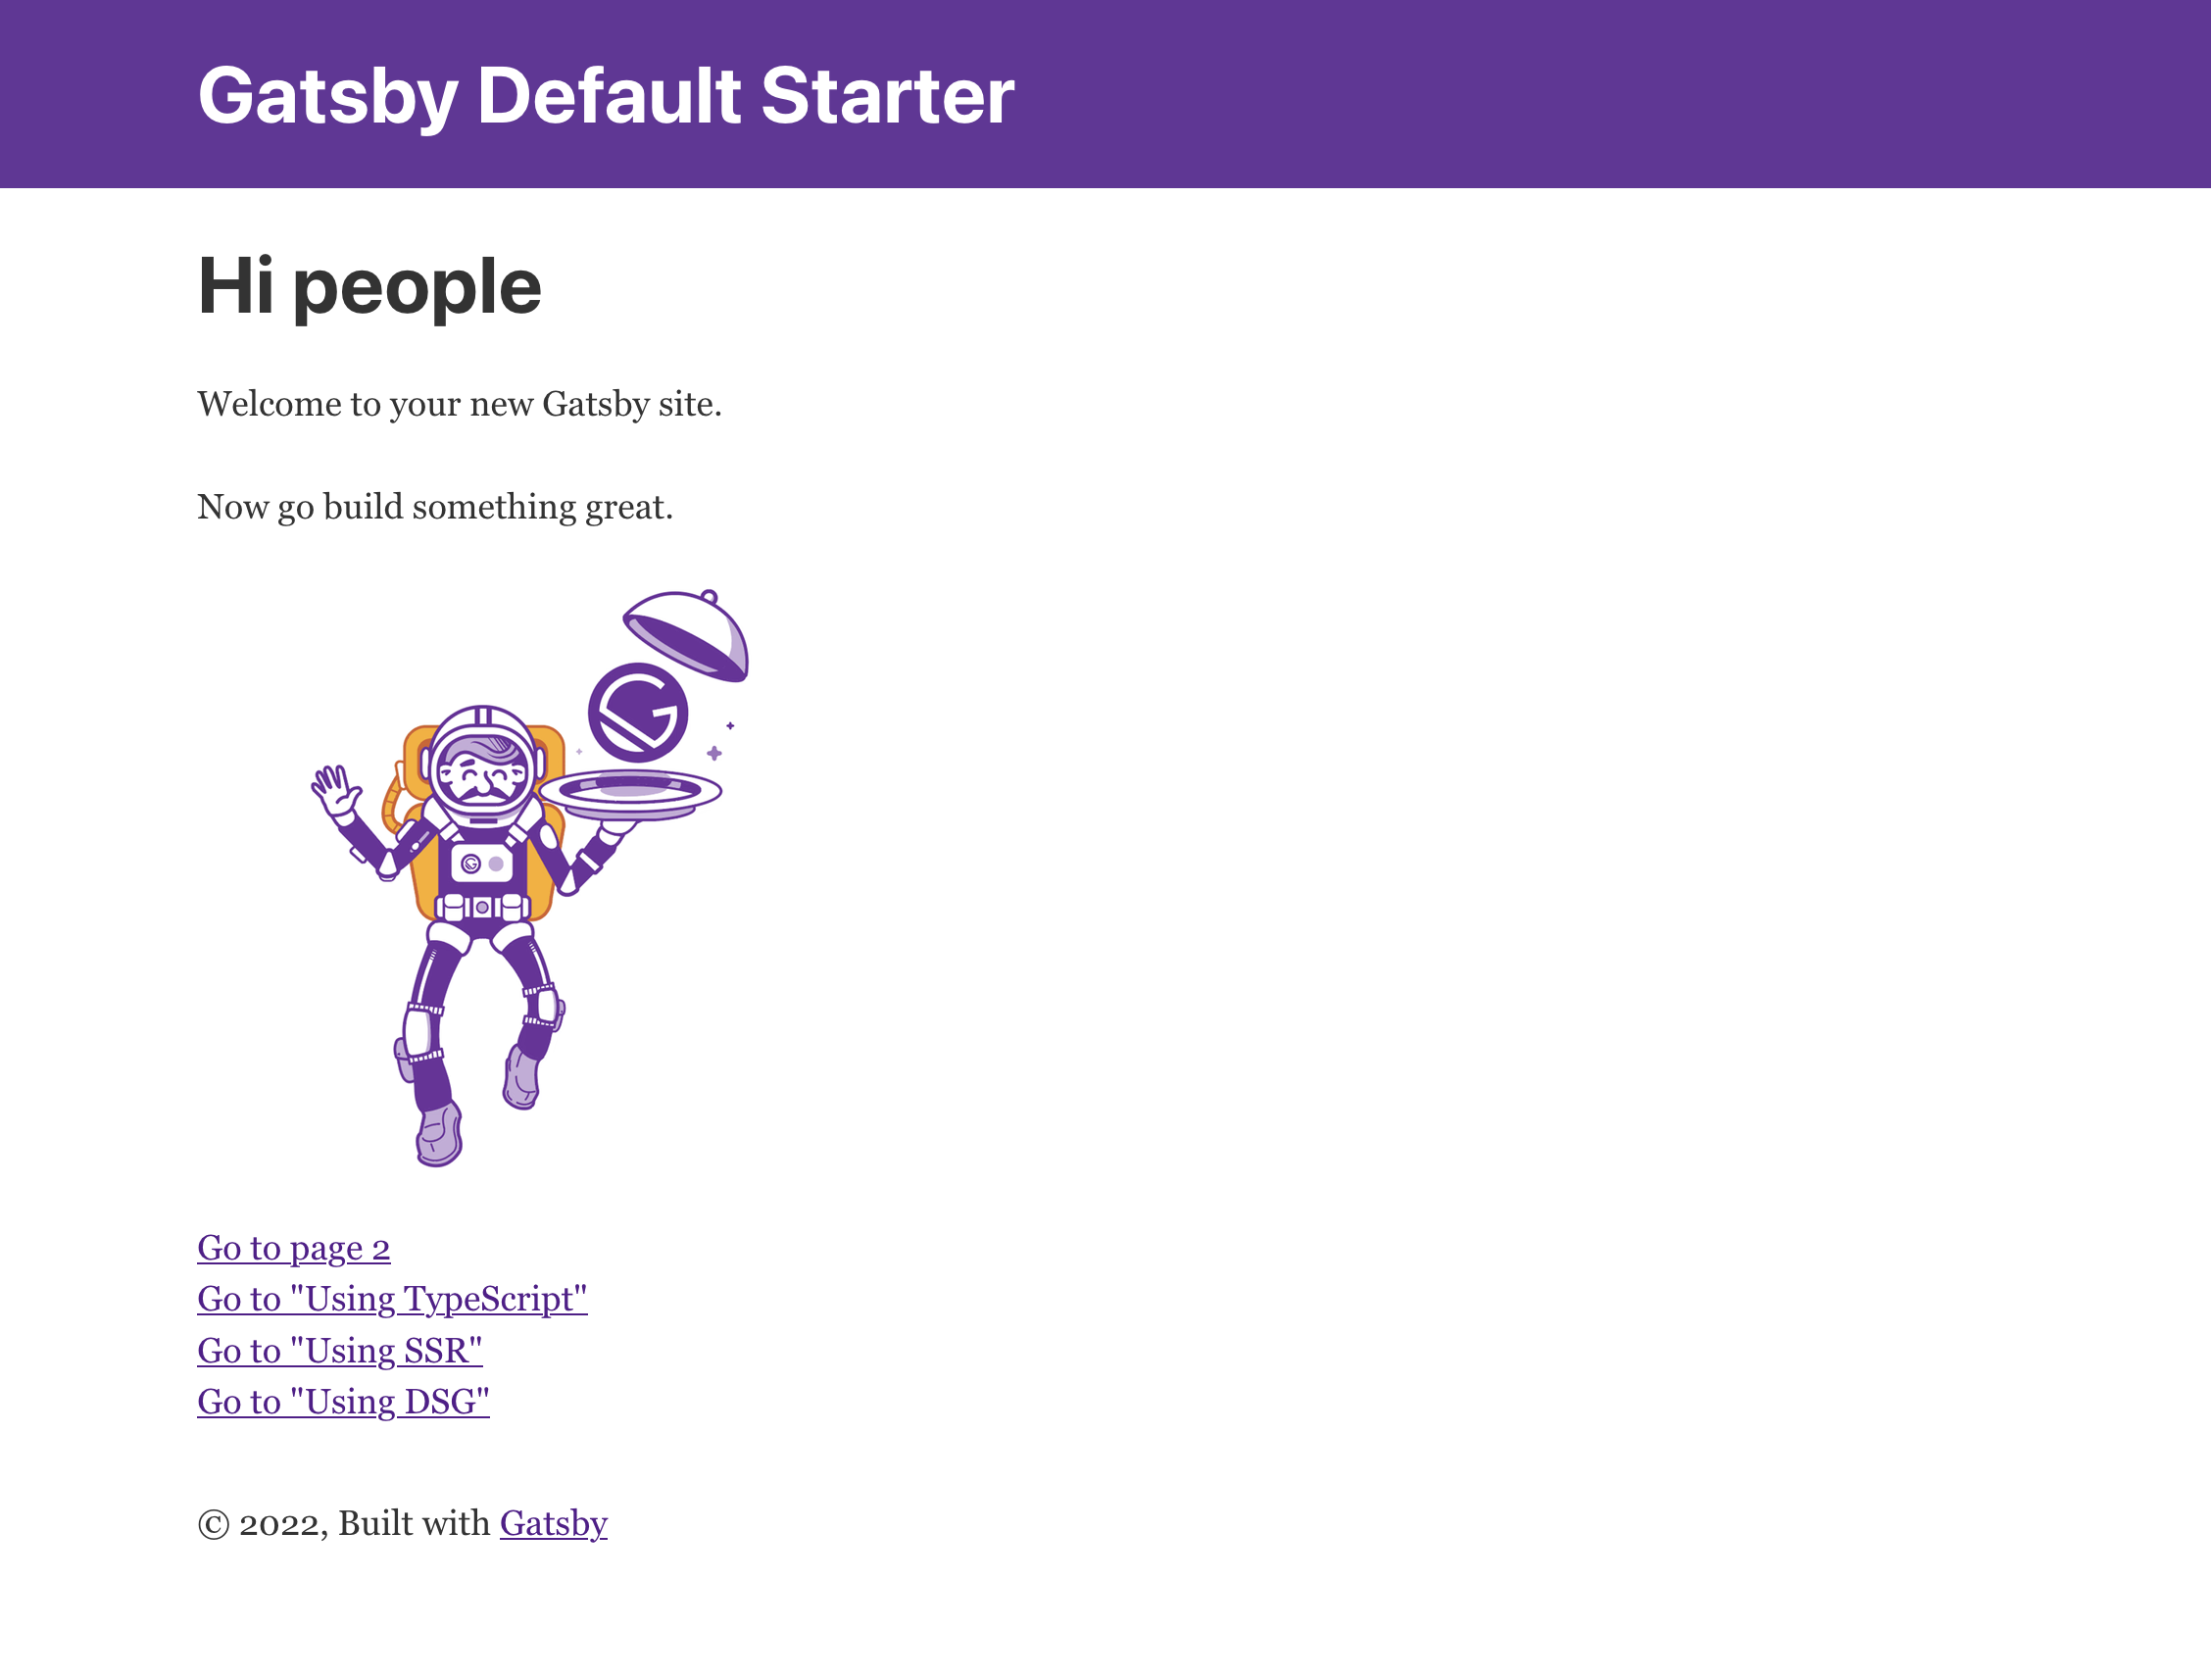 Gatsby Default Starter
Hi people
Welcome to your new Gatsby site.
Now go build something great.
Go to page 2
Go to "Using TypeScript"
Go to "Using SSR"
Go to "Using DSG"
© 2022, Built with Gatsby